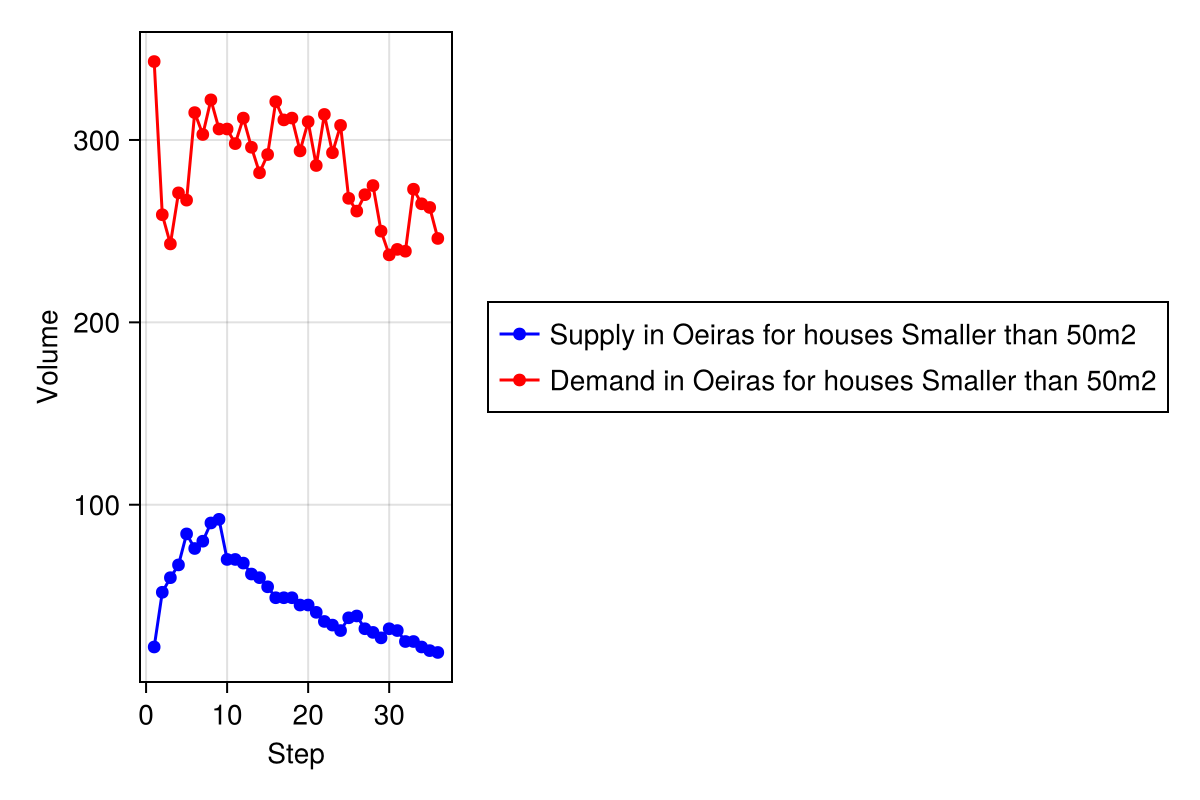 Volume
300
200
100
0 10 20 30
Step
Supply in Oeiras for houses Smaller than 50m2
Demand in Oeiras for houses Smaller than 50m2